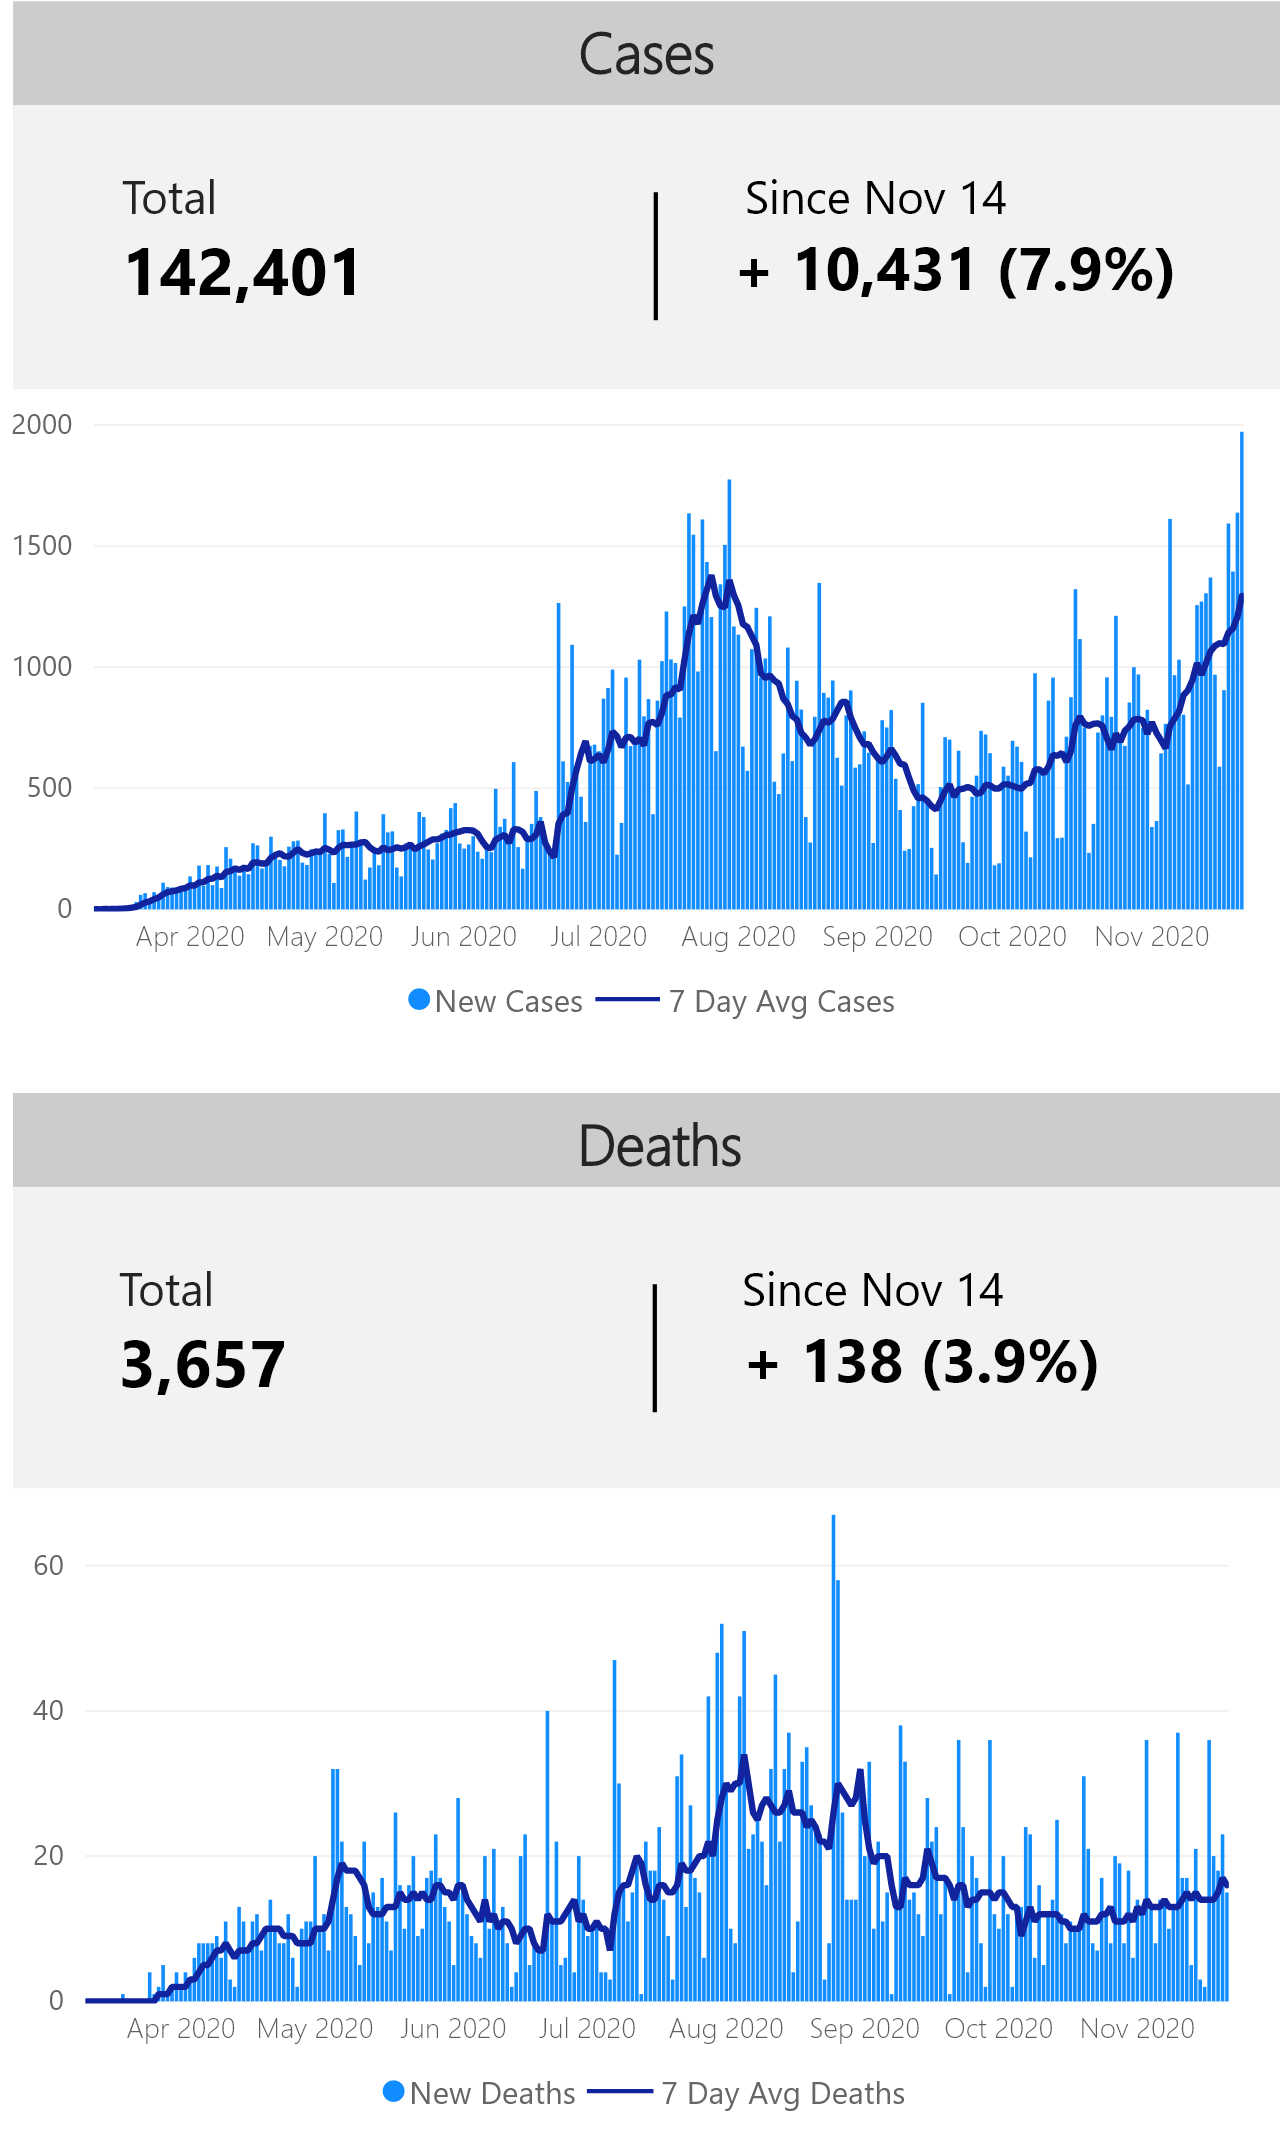 Cases
Total
Since Nov 14
142,401
+ 10,431 (7.9%)
2000
1500
1000
500
0
Apr 2020 May 2020 Jun 2020 Jul 2020 Aug 2020 Sep 2020 Oct 2020 Nov 2020
New Cases 7 Day Avg Cases
Deaths
Total
Since Nov 14
3,657
+ 138 (3.9%)
60
40
20
0
Apr 2020 May 2020 Jun 2020 Jul 2020 Aug 2020 Sep 2020 Oct 2020 Nov 2020
New Deaths 7 Day Avg Deaths